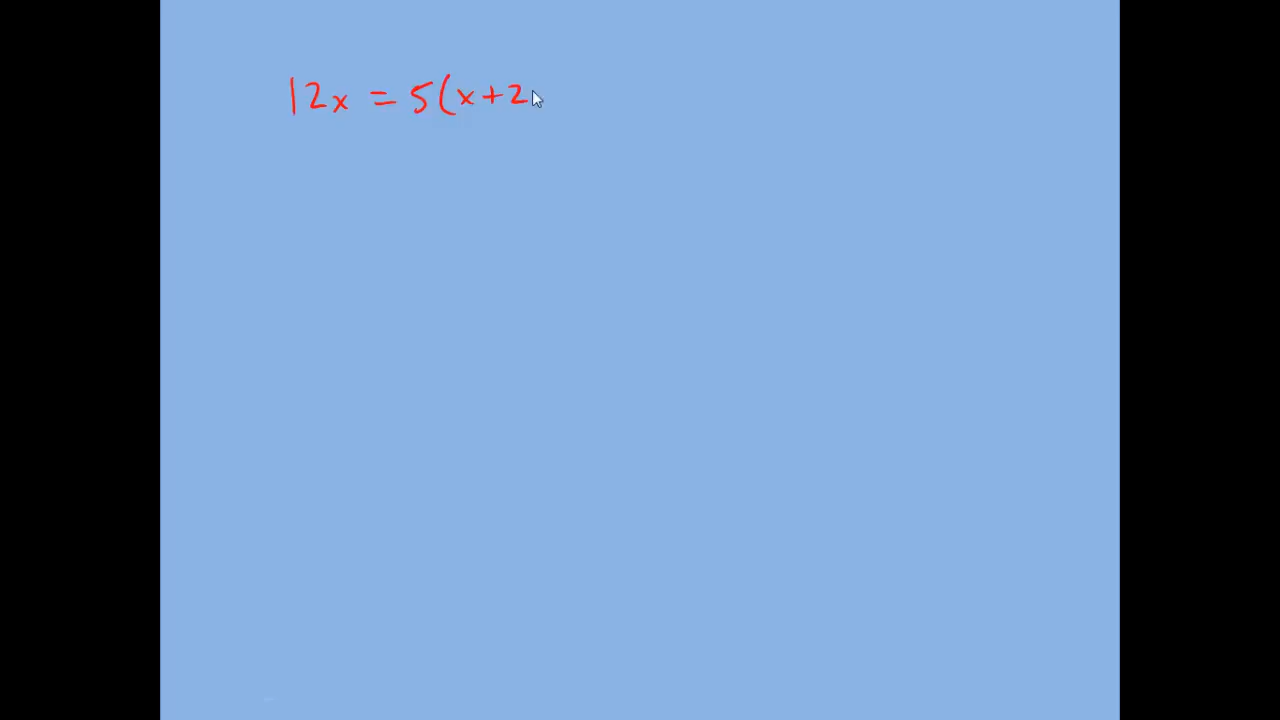 12x = 5(x+2